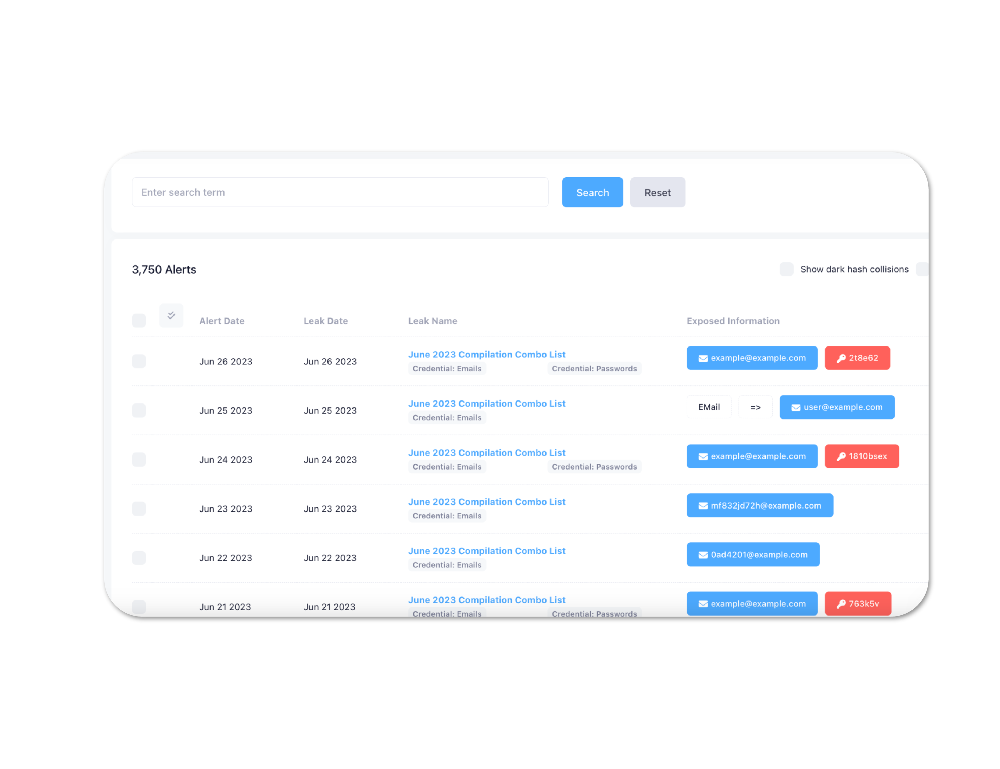 Enter search term
Search
Reset
3,750 Alerts
Show dark hash collisions
Alert Date
Leak Date
Leak Name
Exposed Information
Jun 26 2023
Jun 26 2023
June 2023 Compilation Combo List
Credential: Emails
Credential: Passwords
example@example.com
2t8e62
Jun 25 2023
Jun 25 2023
June 2023 Compilation Combo List
Credential: Emails
EMail
=>
user@example.com
Jun 24 2023
Jun 24 2023
June 2023 Compilation Combo List
Credential: Emails
Credential: Passwords
example@example.com
1810bsex
Jun 23 2023
Jun 23 2023
June 2023 Compilation Combo List
Credential: Emails
mf832jd72h@example.com
Jun 22 2023
Jun 22 2023
June 2023 Compilation Combo List
Credential: Emails
0ad4201@example.com
Jun 21 2023
Jun 21 2023
June 2023 Compilation Combo List
Credential: Emails
Credential: Passwords
example@example.com
763k5v